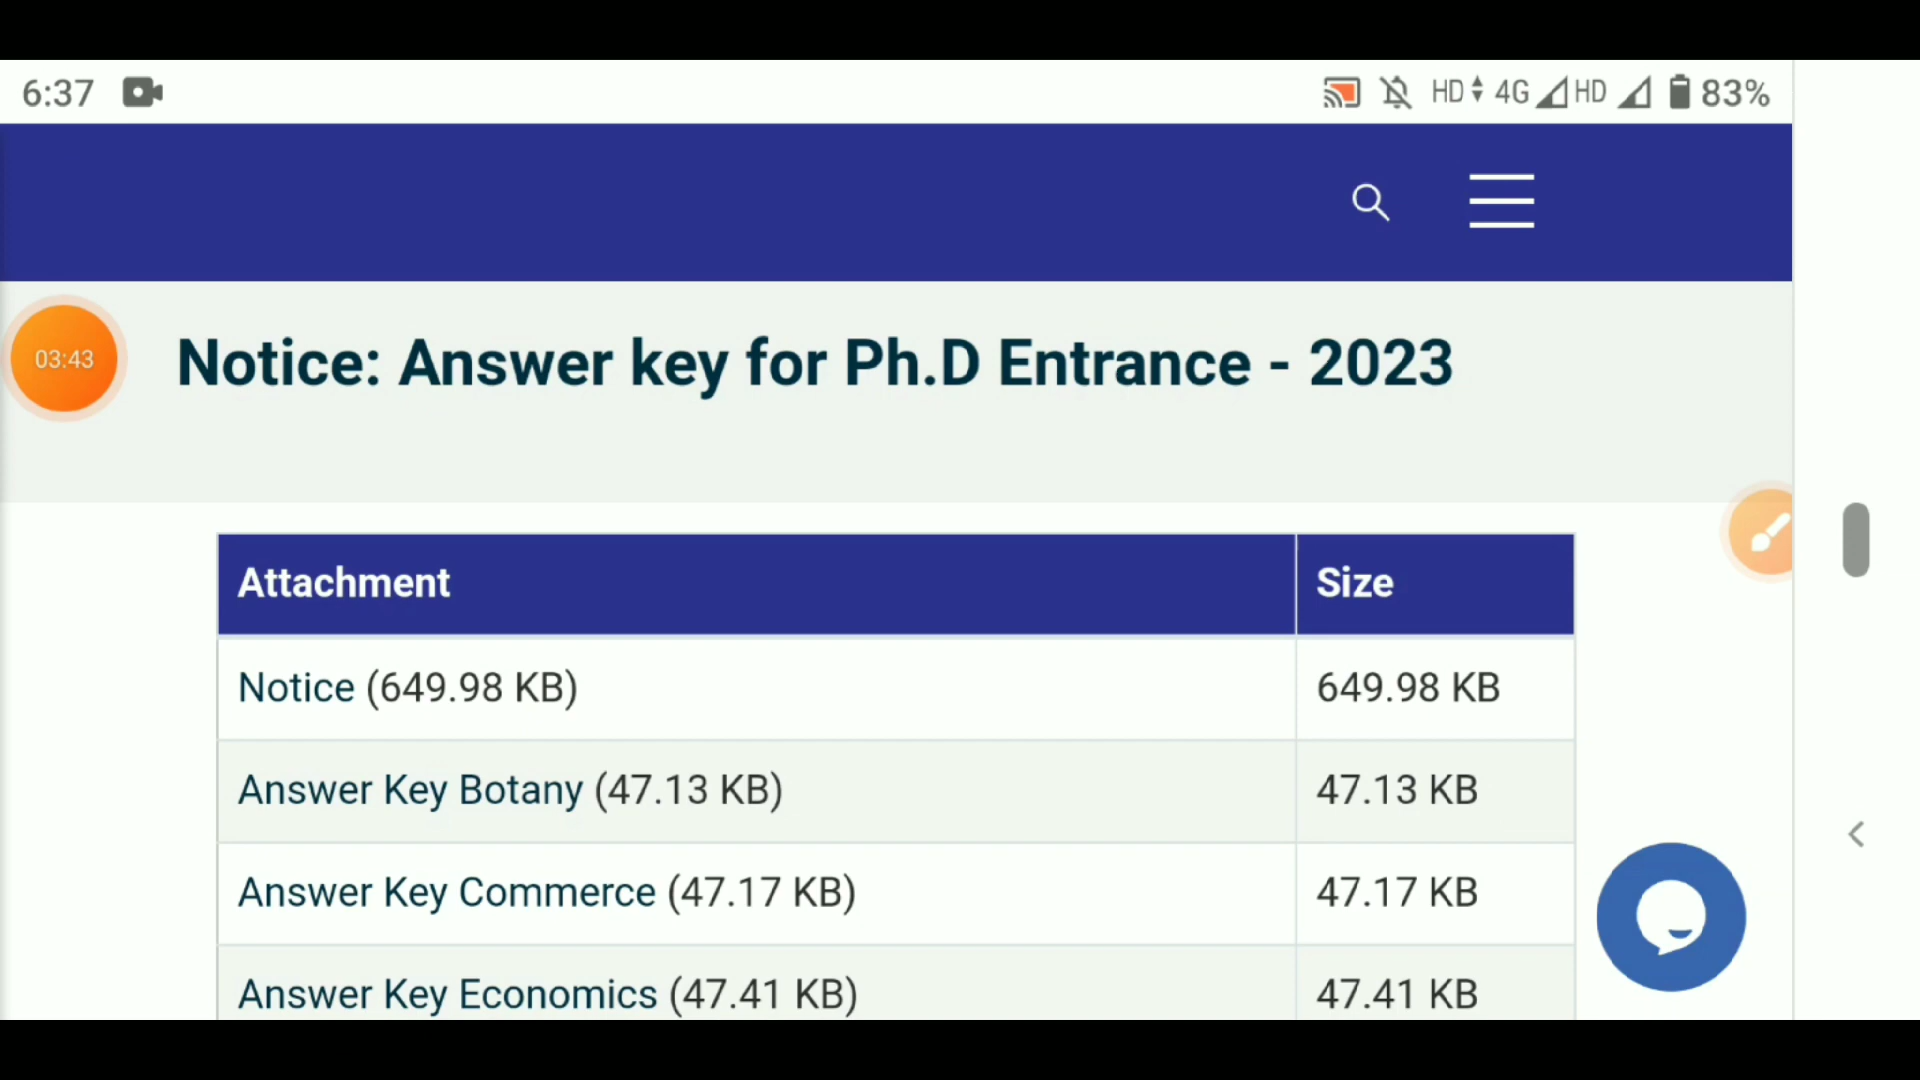 6:37 HD 4G HD 83%
03:43
Notice: Answer key for Ph.D Entrance - 2023
Attachment Size
Notice (649.98 KB) 649.98 KB
Answer Key Botany (47.13 KB) 47.13 KB
Answer Key Commerce (47.17 KB) 47.17 KB
Answer Key Economics (47.41 KB) 47.41 KB